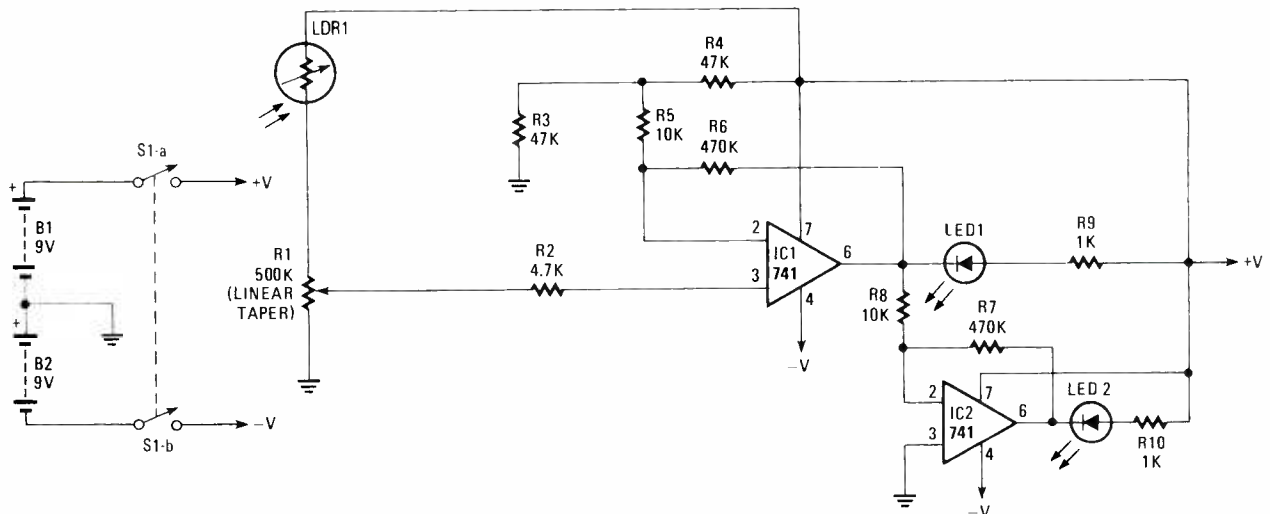 LDR1
R4
47K
R3
47K
R5
10K
R6
470K
S1-a
+V
+
B1
9V
+
B2
9V
S1-b
−V
R1
500K
(LINEAR
TAPER)
R2
4.7K
2
3
7
IC1
741
6
4
−V
LED1
R9
1K
+V
R8
10K
R7
470K
2
3
7
IC2
741
6
4
−V
LED 2
R10
1K